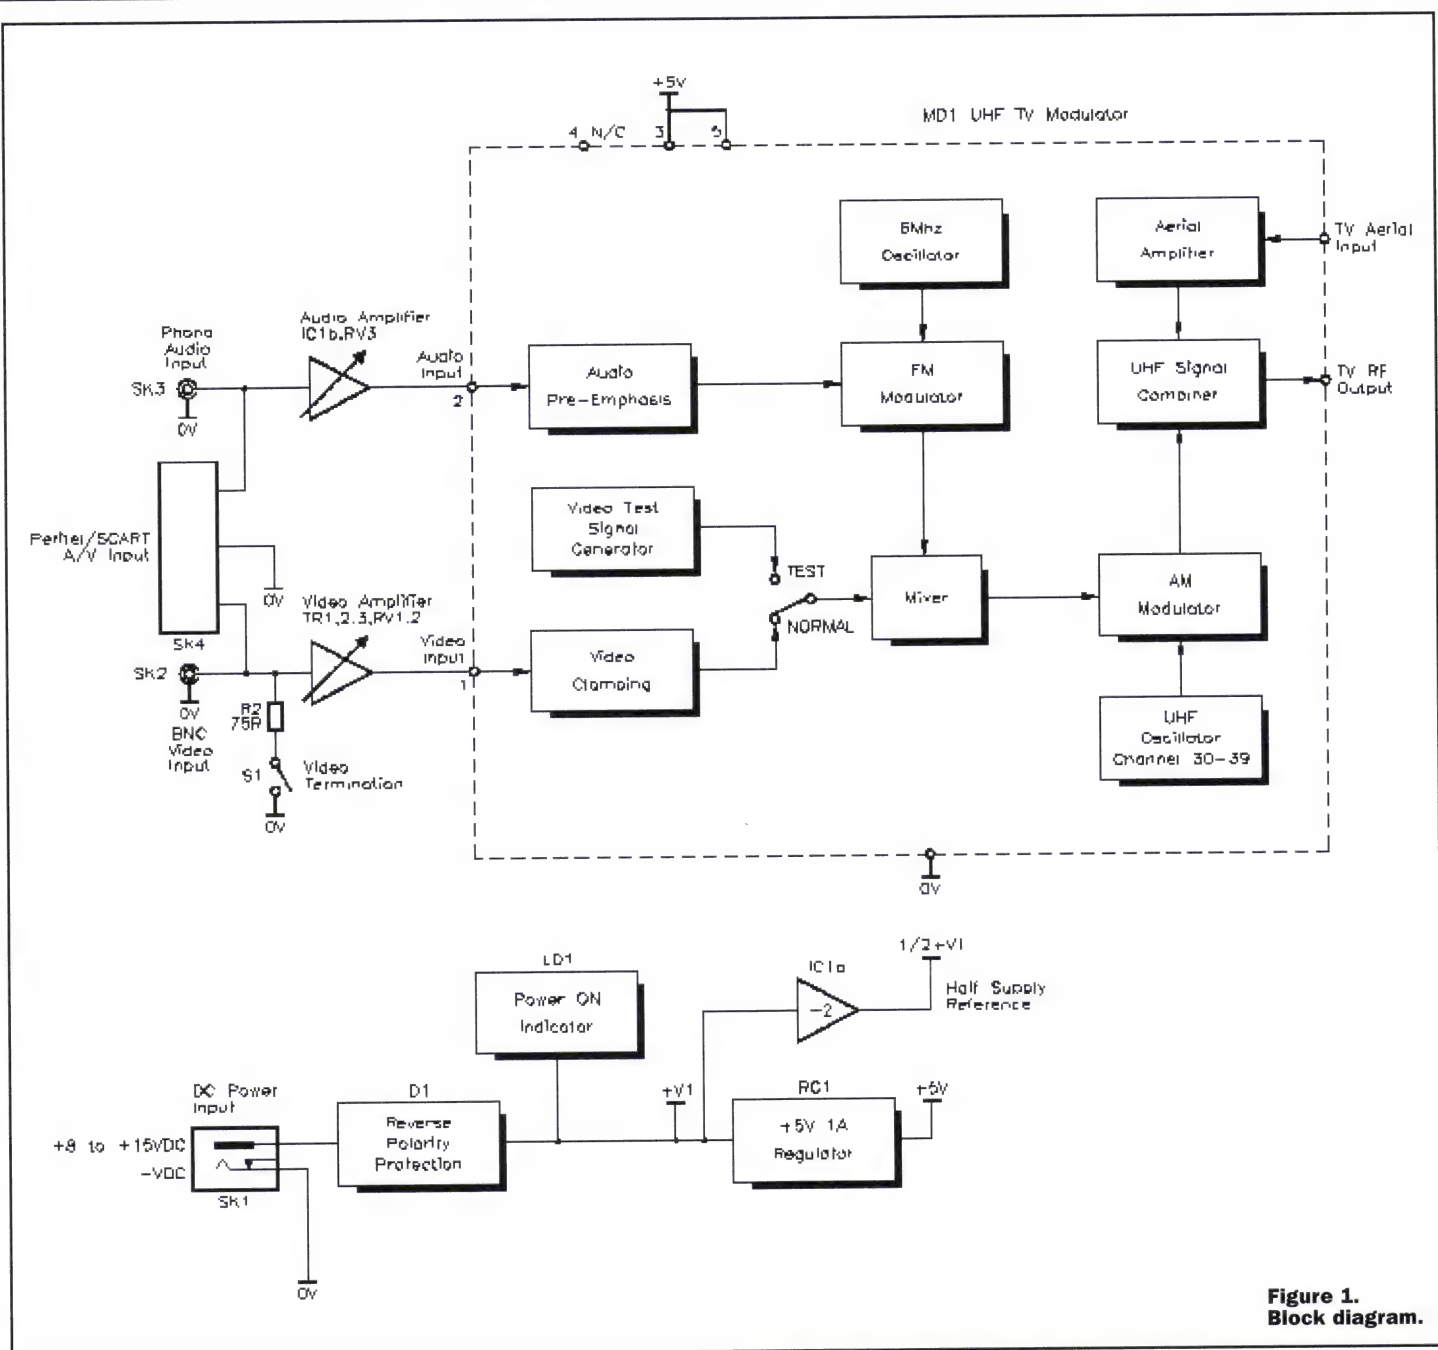 +5V
MD1 UHF TV Modulator
4 N/C
3
5
6Mhz
Oscillator
Aerial
Amplifier
TV Aerial
Input
Audio Amplifier
IC1b,RV3
Phono
Audio
Input
SK3
0V
Audio
Input
2
Audio
Pre-Emphasis
FM
Modulator
UHF Signal
Combiner
TV RF
Output
Video Test
Signal
Generator
/SCART
A/V Input
SK4
0V
TEST
NORMAL
Mixer
AM
Modulator
Video Amplifier
TR1,2,3,RV1,2
Video
Input
1
Video
Clamping
SK2
0V
BNC
Video
Input
R2
75R
S1
Video
Termination
0V
UHF
Oscillator
Channel 30-39
0V
LD1
Power ON
Indicator
IC1a
-2
1/2+V1
Half Supply
Reference
DC Power
Input
+8 to +15VDC
-VDC
SK1
0V
D1
Reverse
Polarity
Protection
+V1
RG1
+5V 1A
Regulator
+5V
Figure 1.
Block diagram.